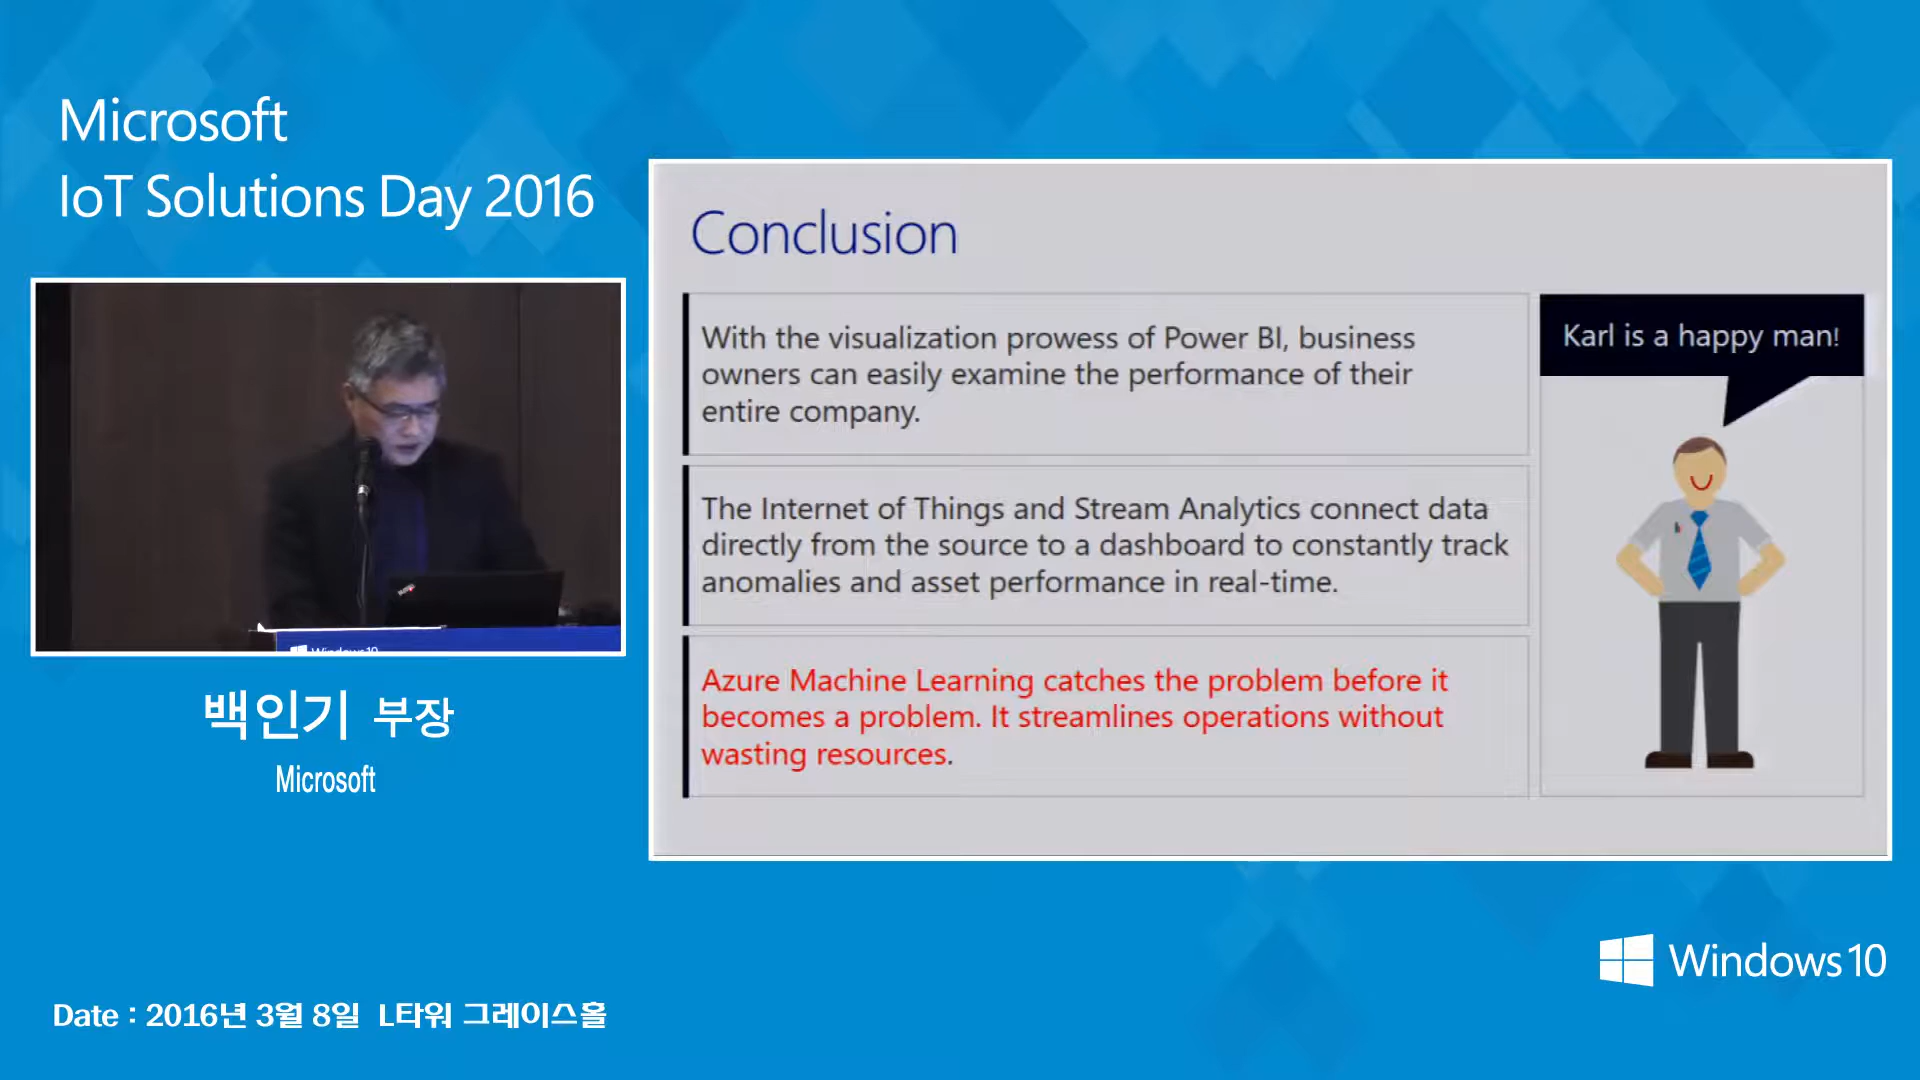 Microsoft
IoT Solutions Day 2016
Windows10
백인기 부장
Microsoft
Conclusion
With the visualization prowess of Power BI, business
owners can easily examine the performance of their
entire company.
The Internet of Things and Stream Analytics connect data
directly from the source to a dashboard to constantly track
anomalies and asset performance in real-time.
Azure Machine Learning catches the problem before it
becomes a problem. It streamlines operations without
wasting resources.
Karl is a happy man!
Windows 10
Date : 2016년 3월 8일 L타워 그레이스홀